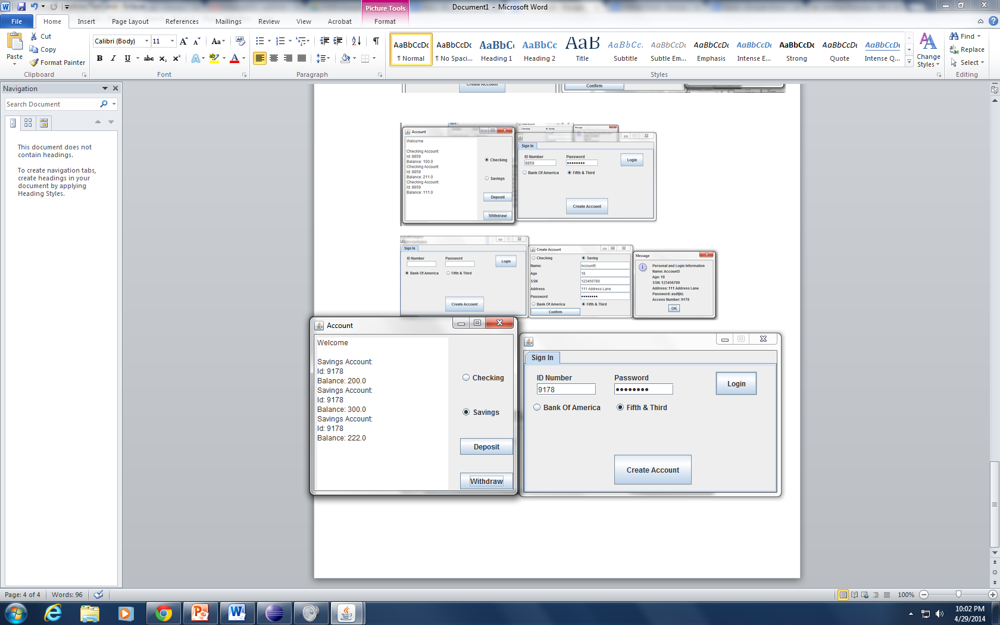 Document1 - Microsoft Word
Picture Tools
File Home Insert Page Layout References Mailings Review View Acrobat Format
Paste
Cut
Copy
Format Painter
Clipboard
Calibri (Body) 11
Font
Paragraph
AaBbCcDc AaBbCcDc AaBbCc AaBbCc AaB AaBbCc. AaBbCcDc AaBbCcDc AaBbCcDc AaBbCcDc AaBbCcDc AaBbCcDc
¶ Normal ¶ No Spaci... Heading 1 Heading 2 Title Subtitle Subtle Em... Emphasis Intense E... Strong Quote Intense Q...
Styles
Change Styles
Find
Replace
Select
Editing
Navigation
Search Document
This document does not
contain headings.
To create navigation tabs,
create headings in your
document by applying
Heading Styles.
Create Account
Confirm
Account
Welcome
Checking Account:
Id: 8859
Balance: 100.0
Checking Account:
Id: 8859
Balance: 211.0
Checking Account:
Id: 8859
Balance: 111.0
Checking
Savings
Deposit
Withdraw
Create Account
Checking Saving
Message
Sign In
ID Number Password
8859 ●●●●●●●●
Login
Bank Of America Fifth & Third
Create Account
Sign In
ID Number Password
Login
Bank Of America Fifth & Third
Create Account
Create Account
Checking Saving
Name: Account5
Age 18
SSN 123456789
Address 111 Address Lane
Password ●●●●●●●●
Bank Of America Fifth & Third
Confirm
Message
Personal and Login Information
Name: Account5
Age: 18
SSN: 123456789
Address: 111 Address Lane
Password: asdfjkl;
Access Number: 9178
OK
Account
Welcome
Savings Account:
Id: 9178
Balance: 200.0
Savings Account:
Id: 9178
Balance: 300.0
Savings Account:
Id: 9178
Balance: 222.0
Checking
Savings
Deposit
Withdraw
Sign In
ID Number Password
9178 ●●●●●●●●
Login
Bank Of America Fifth & Third
Create Account
Page: 4 of 4 Words: 96
100%
10:02 PM
4/29/2014